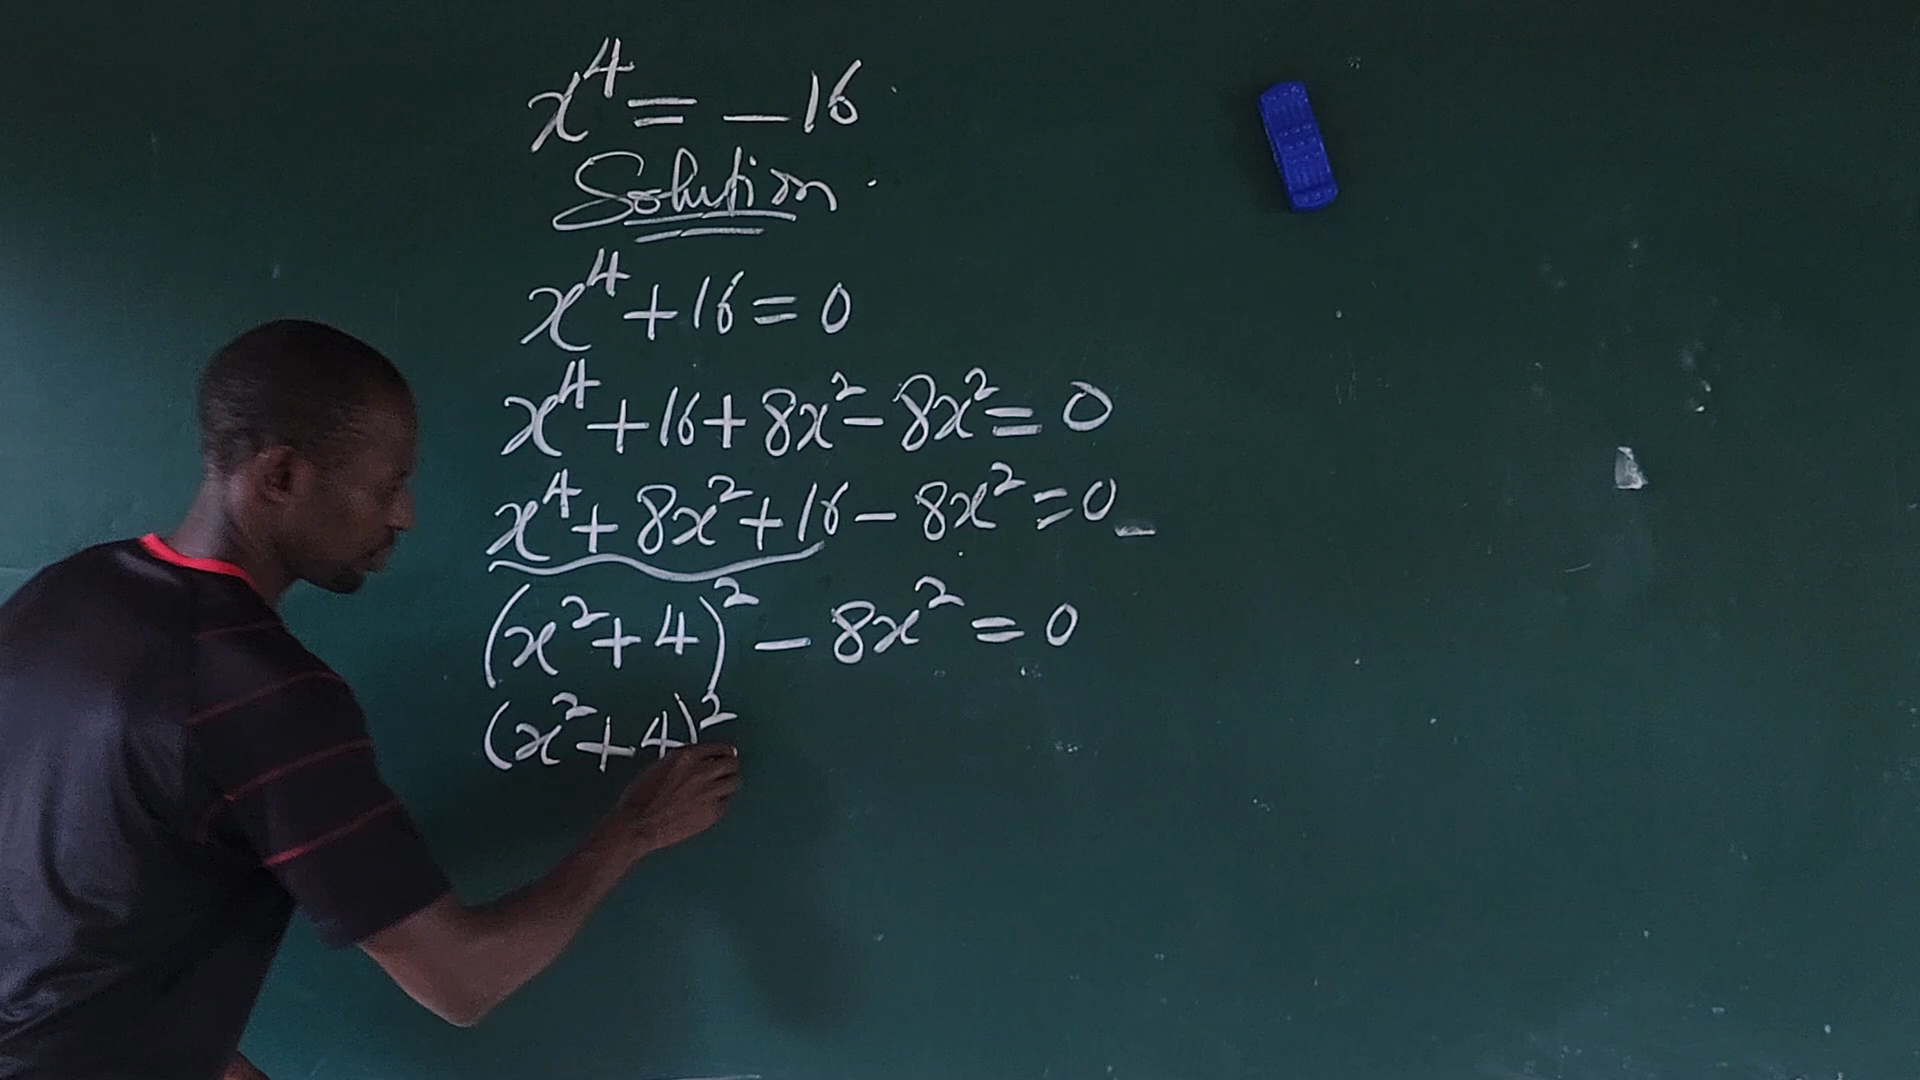 x⁴ = -16
Solution
x⁴ + 16 = 0
x⁴ + 16 + 8x² - 8x² = 0
x⁴ + 8x² + 16 - 8x² = 0
(x² + 4)² - 8x² = 0
(x² + 4)²